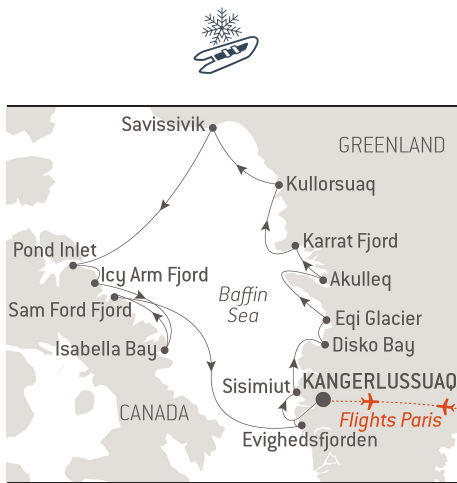 Savissivik
GREENLAND
Kullorsuaq
Karrat Fjord
Pond Inlet
Icy Arm Fjord
Akulleq
Baffin
Sea
Sam Ford Fjord
Eqi Glacier
Isabella Bay
Disko Bay
Sisimiut
KANGERLUSSUAQ
CANADA
Flights Paris
Evighedsfjorden